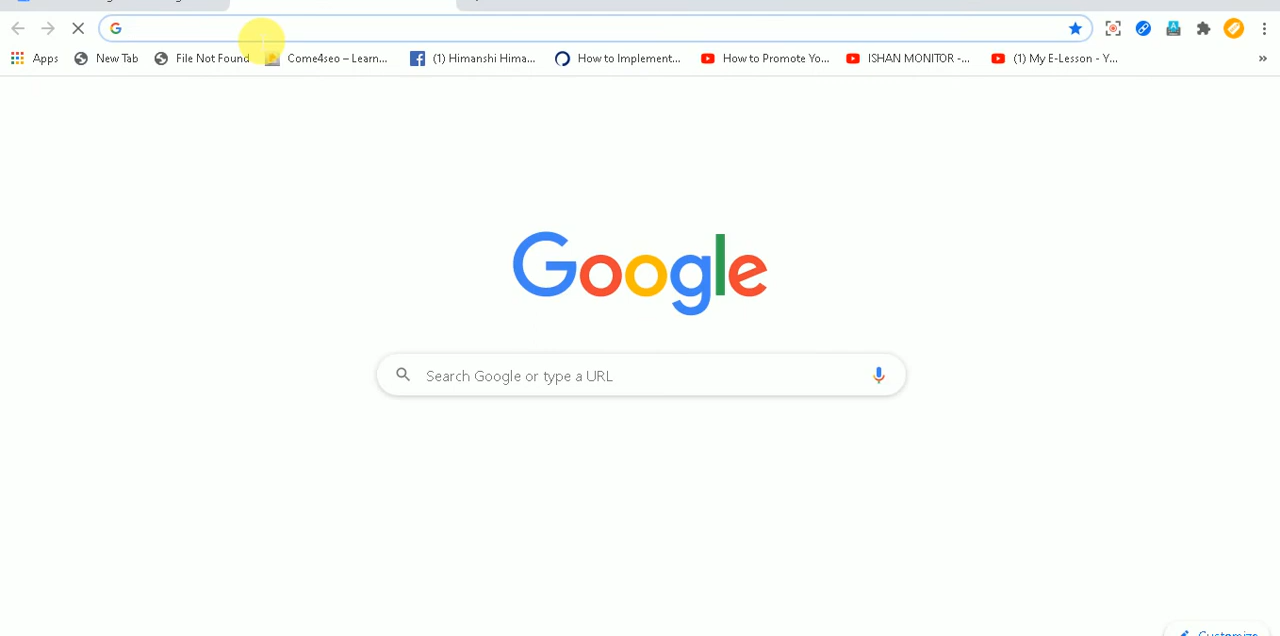 Apps New Tab File Not Found Come4seo – Learn... (1) Himanshi Hima... How to Implement... How to Promote Yo... ISHAN MONITOR -... (1) My E-Lesson - Y... »
Google
Search Google or type a URL
Customize